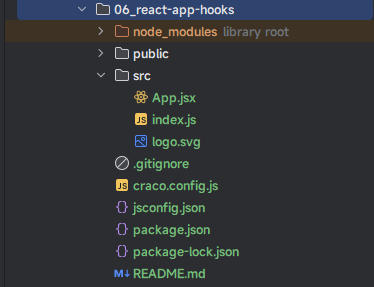 06_react-app-hooks
node_modules library root
public
src
App.jsx
JS index.js
logo.svg
.gitignore
JS craco.config.js
{} jsconfig.json
{} package.json
{} package-lock.json
M↓ README.md